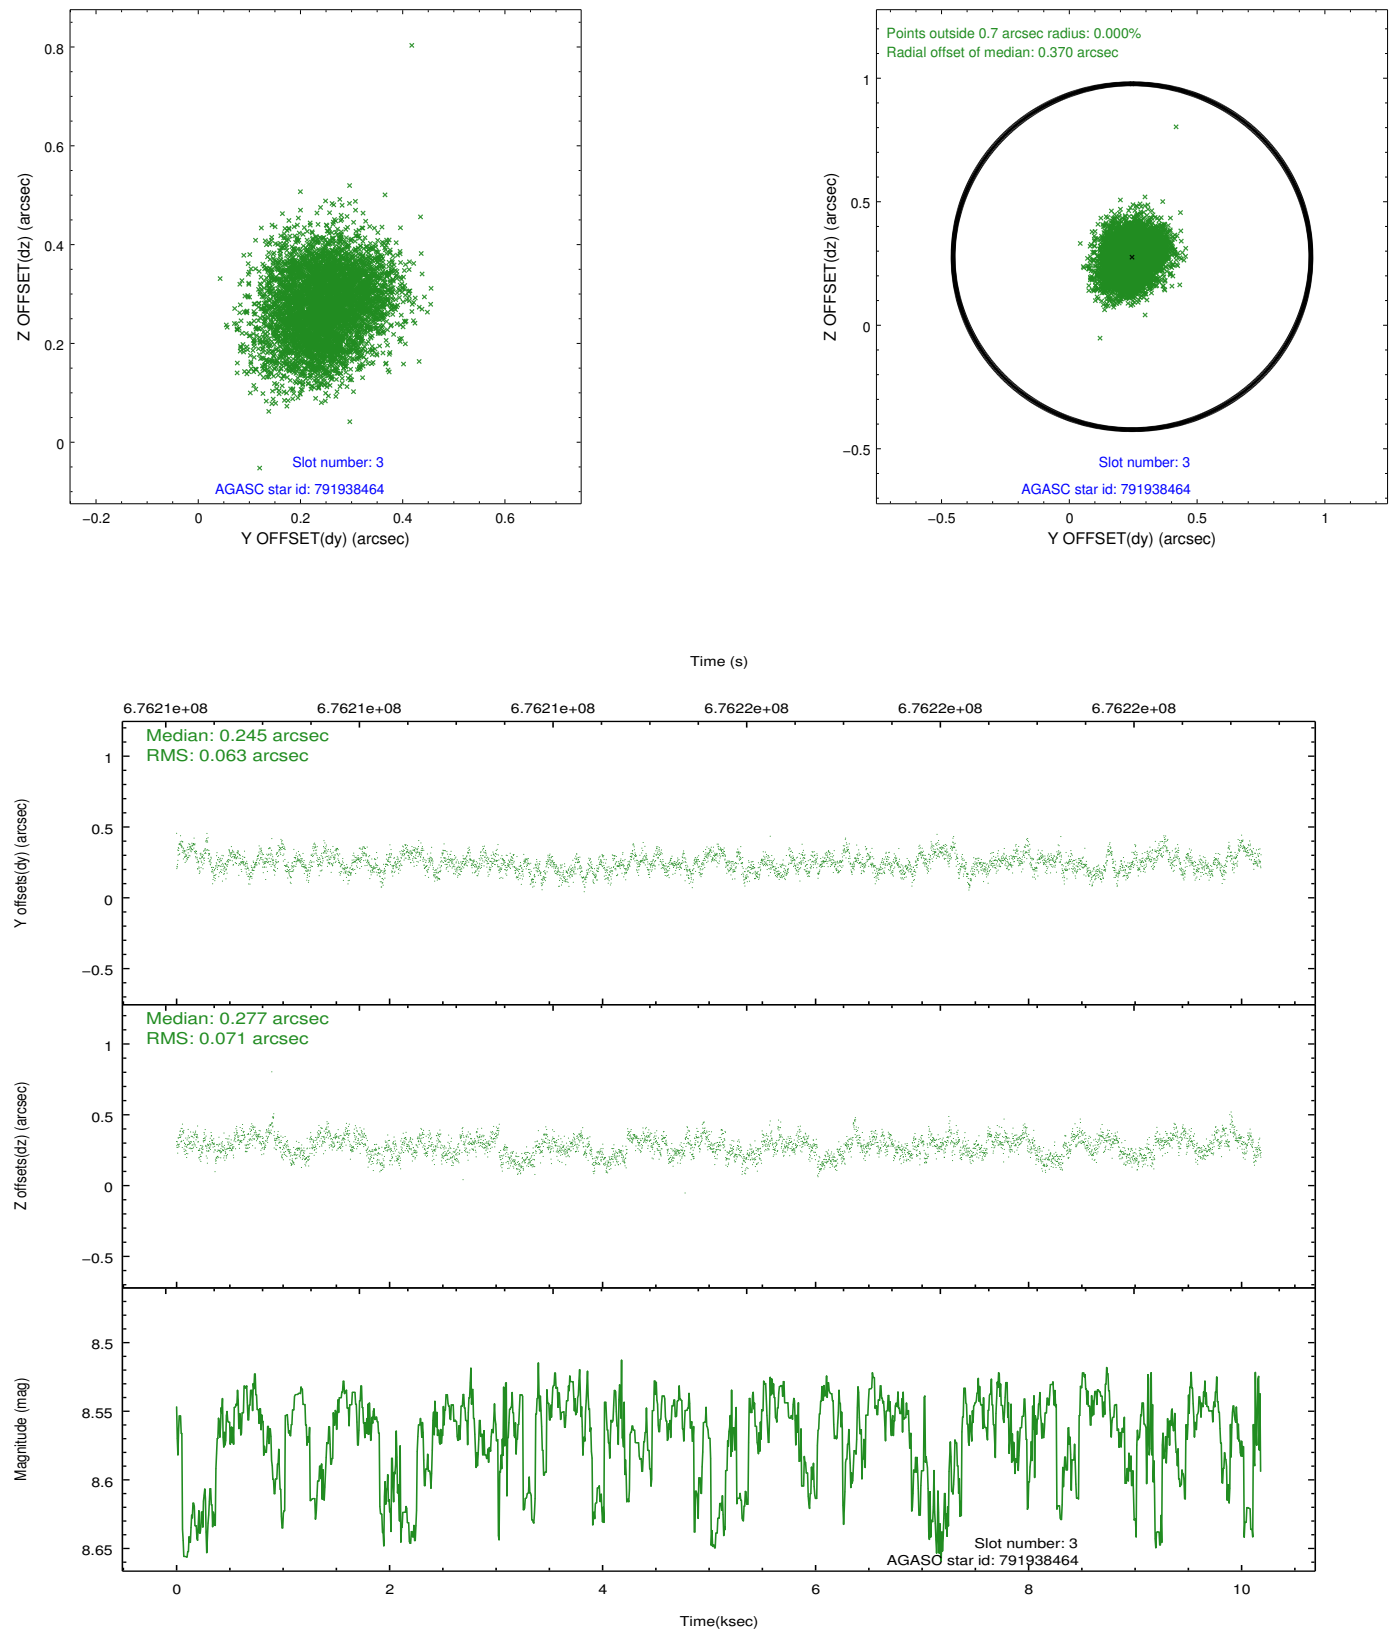 0.8
0.6
0.4
0.2
0
Z OFFSET(dz) (arcsec)
Slot number: 3
AGASC star id: 791938464
−0.2 0 0.2 0.4 0.6
Y OFFSET(dy) (arcsec)
Points outside 0.7 arcsec radius: 0.000%
Radial offset of median: 0.370 arcsec
1
0.5
0
−0.5
Z OFFSET(dz) (arcsec)
Slot number: 3
AGASC star id: 791938464
−0.5 0 0.5 1
Y OFFSET(dy) (arcsec)
Time (s)
6.7621e+08 6.7621e+08 6.7621e+08 6.7622e+08 6.7622e+08 6.7622e+08
Median: 0.245 arcsec
RMS: 0.063 arcsec
1
0.5
0
−0.5
Y offsets(dy) (arcsec)
Median: 0.277 arcsec
RMS: 0.071 arcsec
1
0.5
0
−0.5
Z offsets(dz) (arcsec)
8.5
8.55
8.6
8.65
Magnitude (mag)
Slot number: 3
AGASC star id: 791938464
0 2 4 6 8 10
Time(ksec)